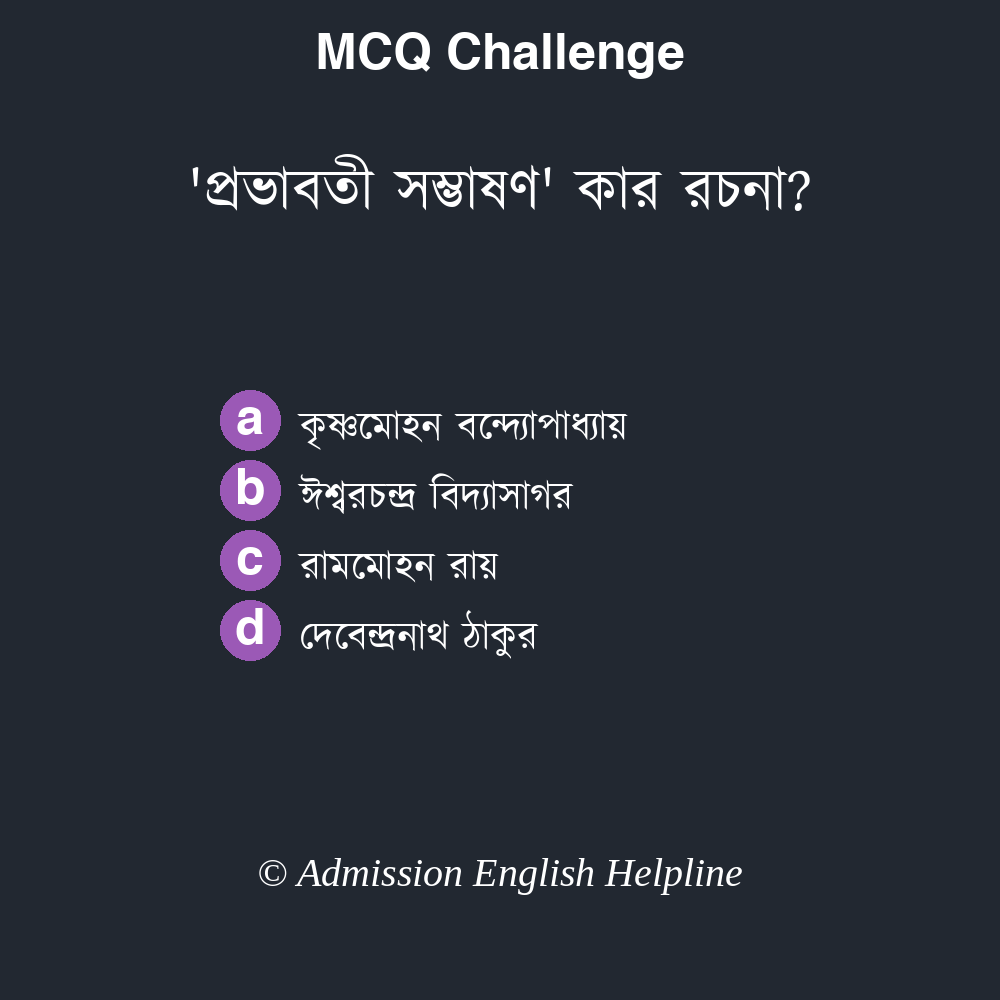 MCQ Challenge
'প্রভাবতী সম্ভাষণ' কার রচনা?
a কৃষ্ণমোহন বন্দ্যোপাধ্যায়
b ঈশ্বরচন্দ্র বিদ্যাসাগর
c রামমোহন রায়
d দেবেন্দ্রনাথ ঠাকুর
© Admission English Helpline